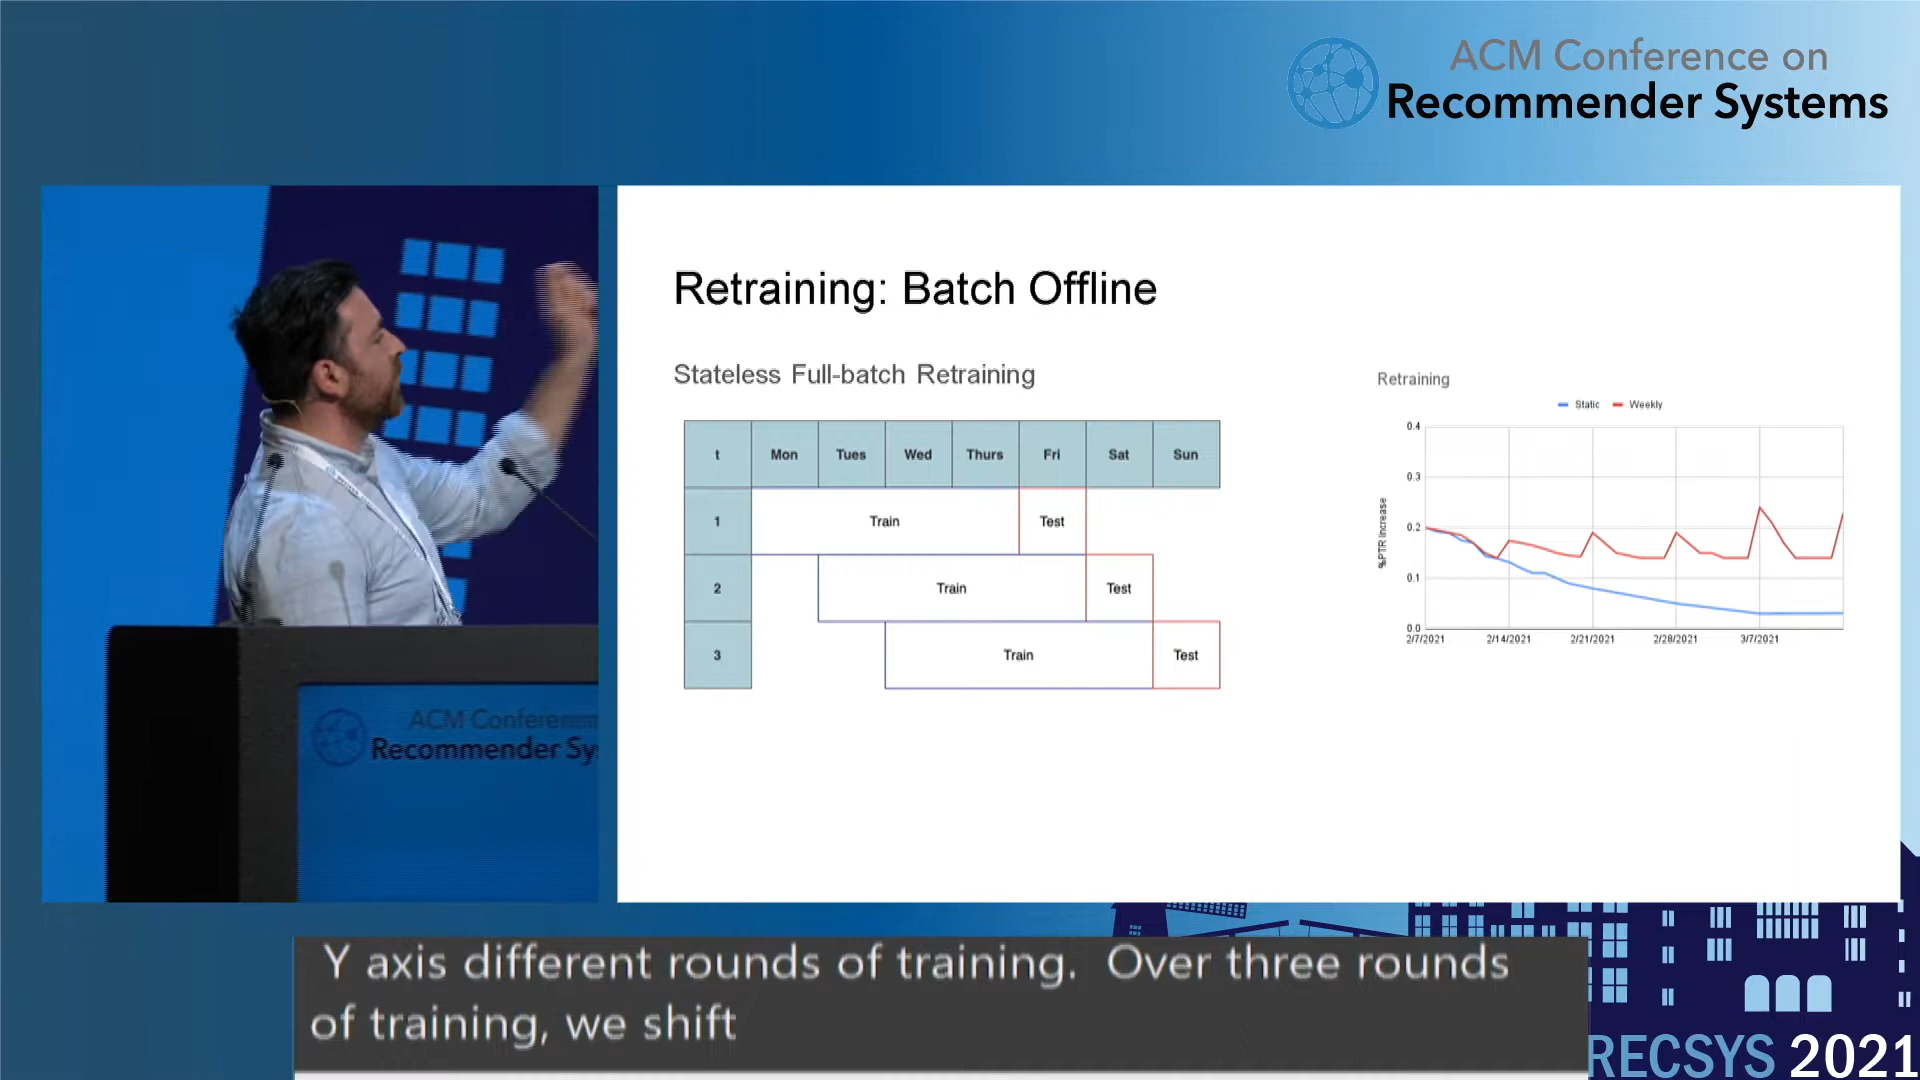 ACM Conference on
Recommender Systems
Retraining: Batch Offline
Stateless Full-batch Retraining
t Mon Tues Wed Thurs Fri Sat Sun
1 Train Test
2 Train Test
3 Train Test
Retraining
Static Weekly
0.4
0.3
0.2
0.1
0.0
%PTR Increase
2/7/2021 2/14/2021 2/21/2021 2/28/2021 3/7/2021
ACM Conference
Recommender Sys
Y axis different rounds of training. Over three rounds
of training, we shift
RECSYS 2021